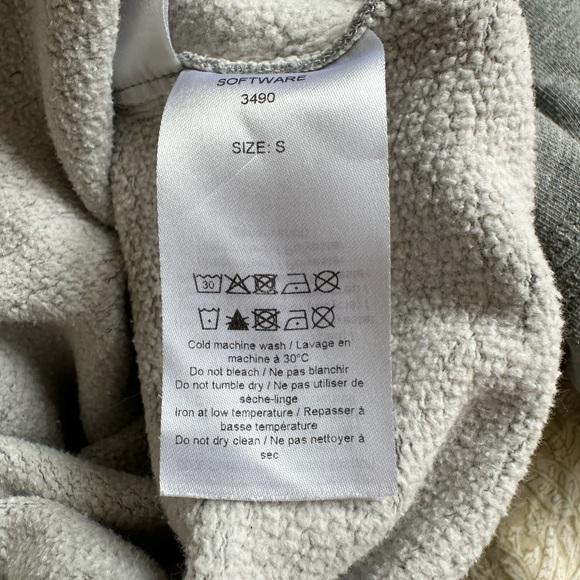 SOFTWARE
3490
SIZE: S
30
Cold machine wash / Lavage en
machine à 30°C
Do not bleach / Ne pas blanchir
Do not tumble dry / Ne pas utiliser de
sèche-linge
Iron at low temperature / Repasser à
basse température
Do not dry clean / Ne pas nettoyer à
sec